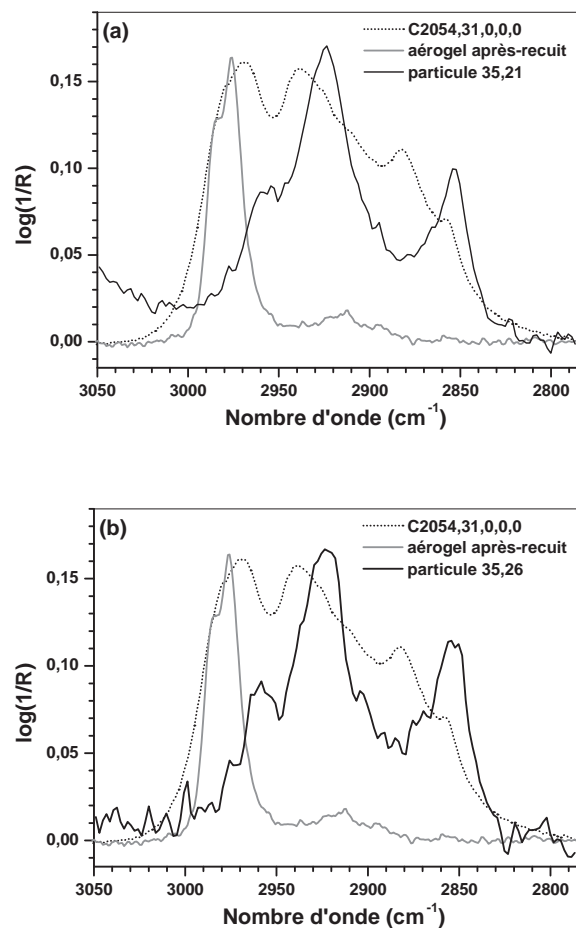 (a)
C2054,31,0,0,0
aérogel après-recuit
particule 35,21
0,15
0,10
0,05
0,00
log(1/R)
3050 3000 2950 2900 2850 2800
Nombre d'onde (cm⁻¹)
(b)
C2054,31,0,0,0
aérogel après-recuit
particule 35,26
0,15
0,10
0,05
0,00
log(1/R)
3050 3000 2950 2900 2850 2800
Nombre d'onde (cm⁻¹)